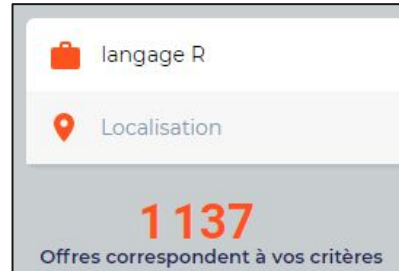 langage R
Localisation
1 137
Offres correspondent à vos critères